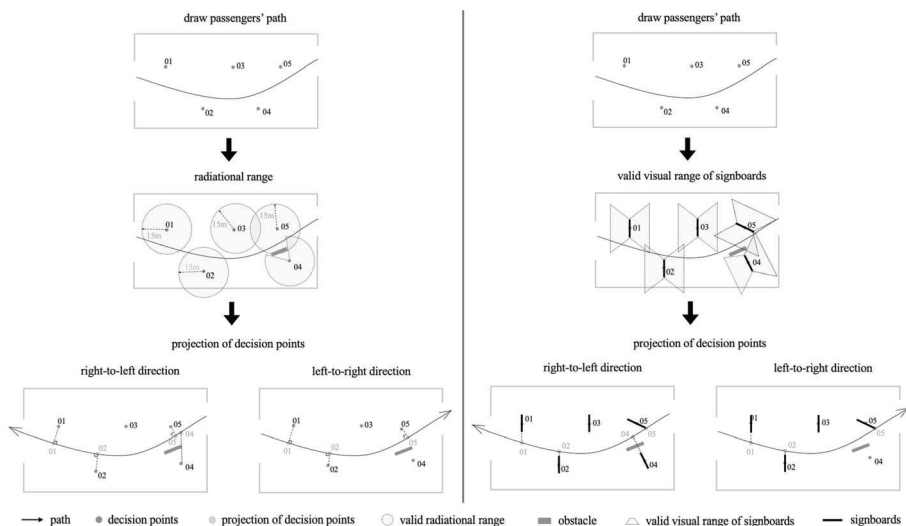 draw passengers' path
01
03
05
02
04
radiational range
01
15m
15m
03
15m
05
15m
02
04
projection of decision points
right-to-left direction
left-to-right direction
01
03
05
04
01
02
05
02
04
01
03
05
01
02
05
02
04
draw passengers' path
01
03
05
02
04
valid visual range of signboards
01
03
05
02
04
projection of decision points
right-to-left direction
left-to-right direction
01
03
05
01
02
04
05
02
04
01
03
05
01
02
05
02
04
path
decision points
projection of decision points
valid radiational range
obstacle
valid visual range of signboards
signboards